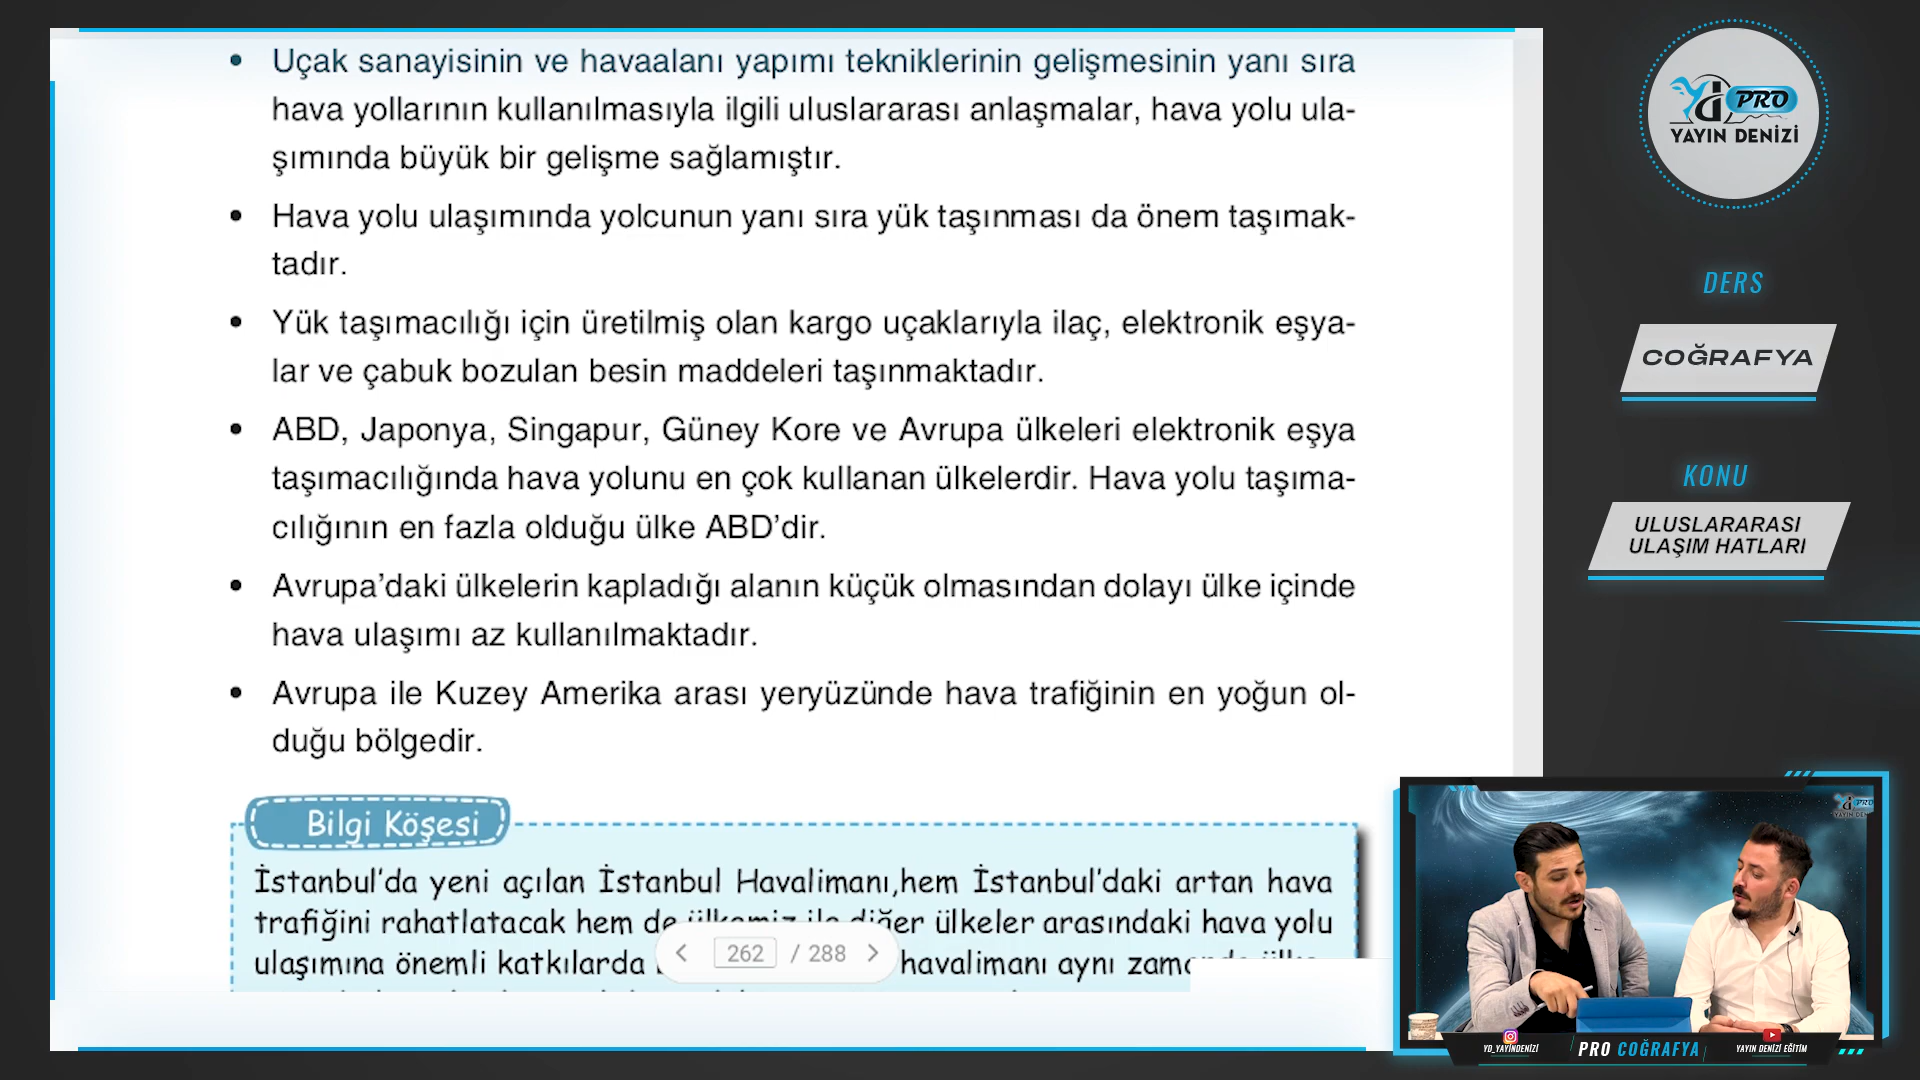 • Uçak sanayisinin ve havaalanı yapımı tekniklerinin gelişmesinin yanı sıra
hava yollarının kullanılmasıyla ilgili uluslararası anlaşmalar, hava yolu ula-
şımında büyük bir gelişme sağlamıştır.
• Hava yolu ulaşımında yolcunun yanı sıra yük taşınması da önem taşımak-
tadır.
• Yük taşımacılığı için üretilmiş olan kargo uçaklarıyla ilaç, elektronik eşya-
lar ve çabuk bozulan besin maddeleri taşınmaktadır.
• ABD, Japonya, Singapur, Güney Kore ve Avrupa ülkeleri elektronik eşya
taşımacılığında hava yolunu en çok kullanan ülkelerdir. Hava yolu taşıma-
cılığının en fazla olduğu ülke ABD’dir.
• Avrupa’daki ülkelerin kapladığı alanın küçük olmasından dolayı ülke içinde
hava ulaşımı az kullanılmaktadır.
• Avrupa ile Kuzey Amerika arası yeryüzünde hava trafiğinin en yoğun ol-
duğu bölgedir.
Bilgi Köşesi
İstanbul’da yeni açılan İstanbul Havalimanı,hem İstanbul’daki artan hava
trafiğini rahatlatacak hem de ülkemiz ile diğer ülkeler arasındaki hava yolu
ulaşımına önemli katkılarda havalimanı aynı
262 / 288
yd PRO
YAYIN DENİZİ
DERS
COĞRAFYA
KONU
ULUSLARARASI
ULAŞIM HATLARI
YD_YAYINDENİZİ
PRO COĞRAFYA
YAYIN DENİZİ EĞİTİM